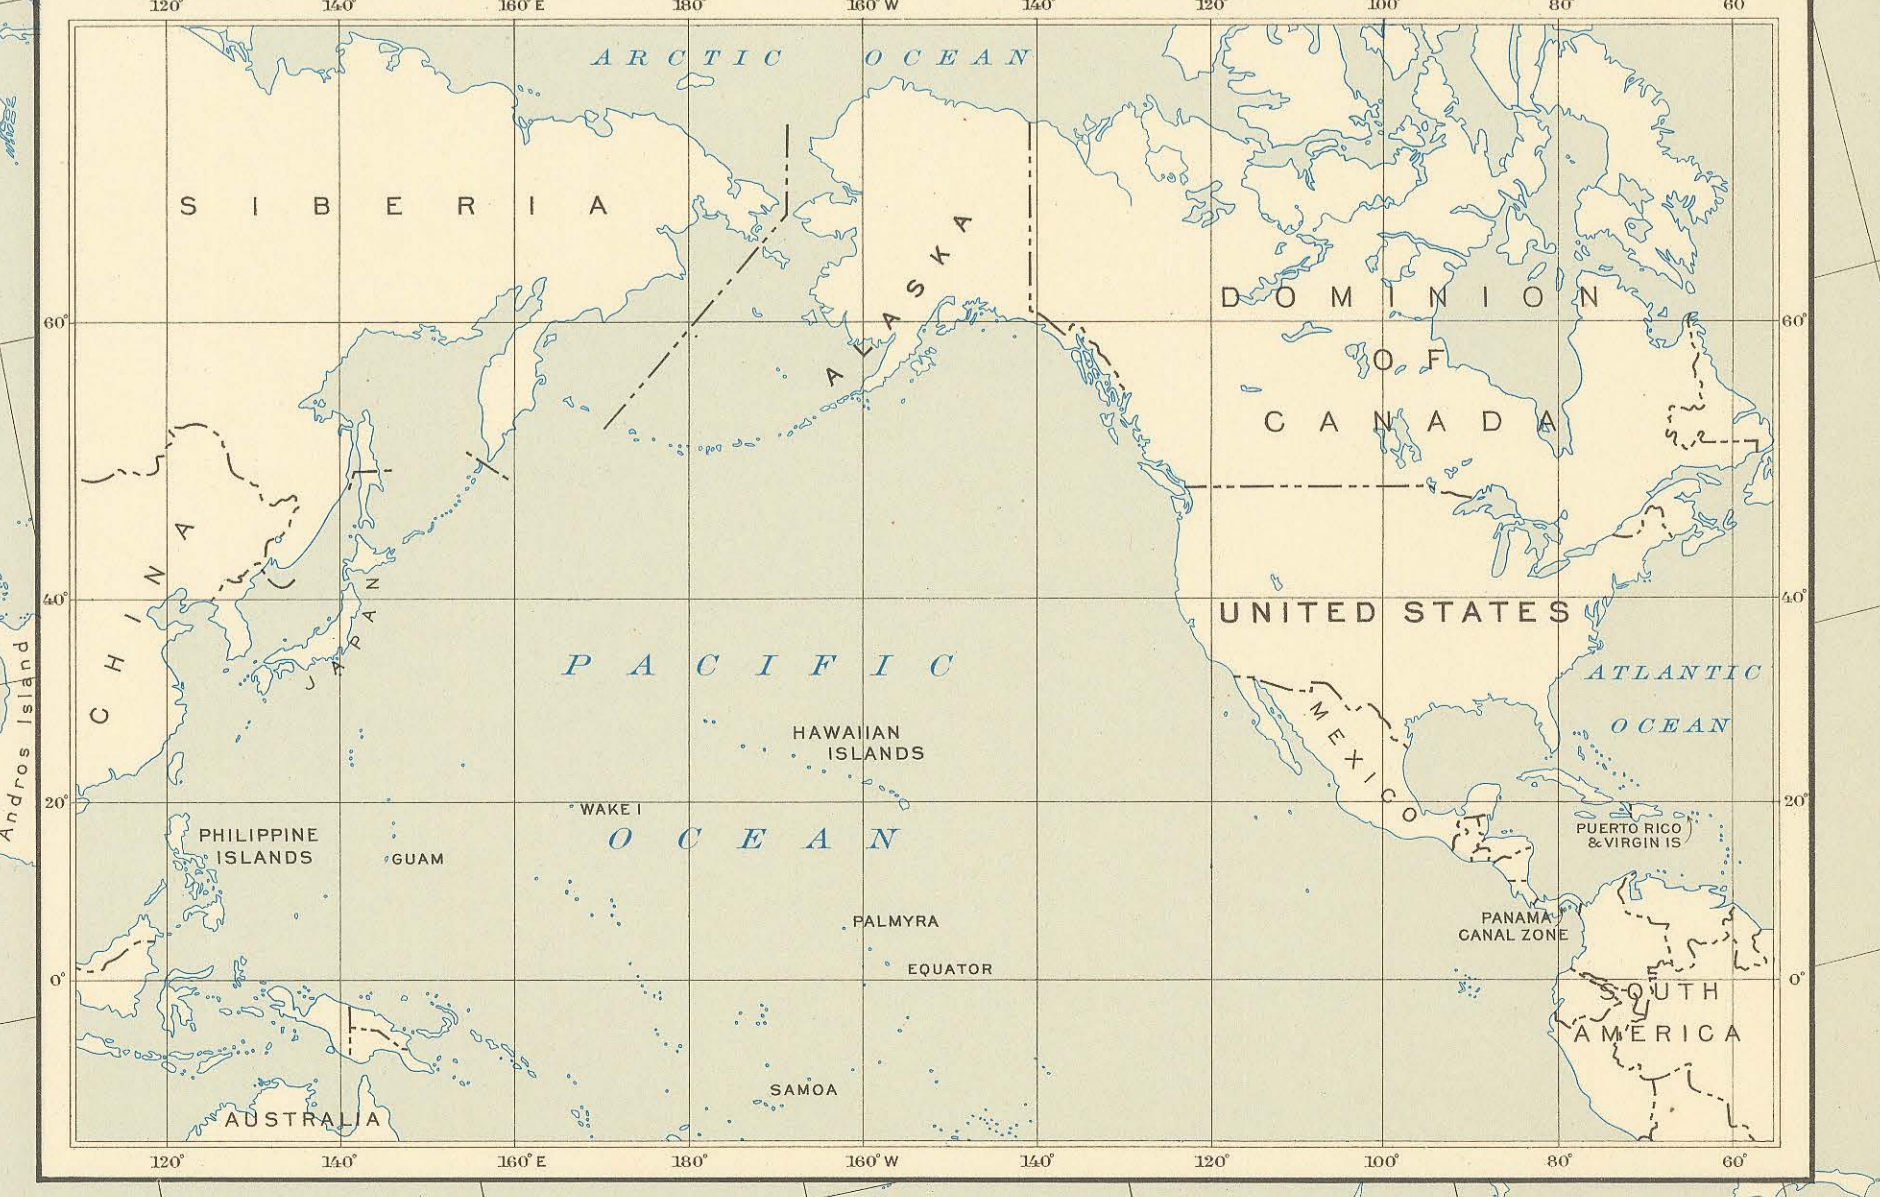 120° 140° 160° E 180° 160° W 140° 120° 100° 80° 60°
ARCTIC OCEAN
SIBERIA
ALASKA
DOMINION
OF
CANADA
60° 60°
CHINA
JAPAN
40° 40°
UNITED STATES
PACIFIC
ATLANTIC
OCEAN
MEXICO
HAWAIIAN
ISLANDS
20° 20°
WAKE I
OCEAN
PHILIPPINE
ISLANDS
GUAM
PUERTO RICO
& VIRGIN IS
PALMYRA
PANAMA
CANAL ZONE
EQUATOR
0° 0°
SOUTH
AMERICA
SAMOA
AUSTRALIA
120° 140° 160° E 180° 160° W 140° 120° 100° 80° 60°
Andros Island